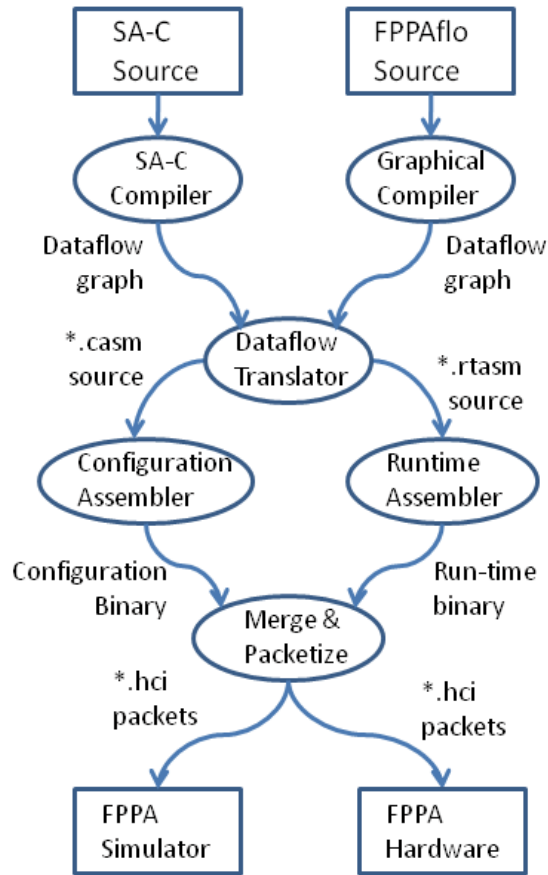 SA-C
Source
FPPAflo
Source
SA-C
Compiler
Graphical
Compiler
Dataflow
graph
Dataflow
graph
*.casm
source
Dataflow
Translator
*.rtasm
source
Configuration
Assembler
Runtime
Assembler
Configuration
Binary
Run-time
binary
Merge &
Packetize
*.hci
packets
*.hci
packets
FPPA
Simulator
FPPA
Hardware